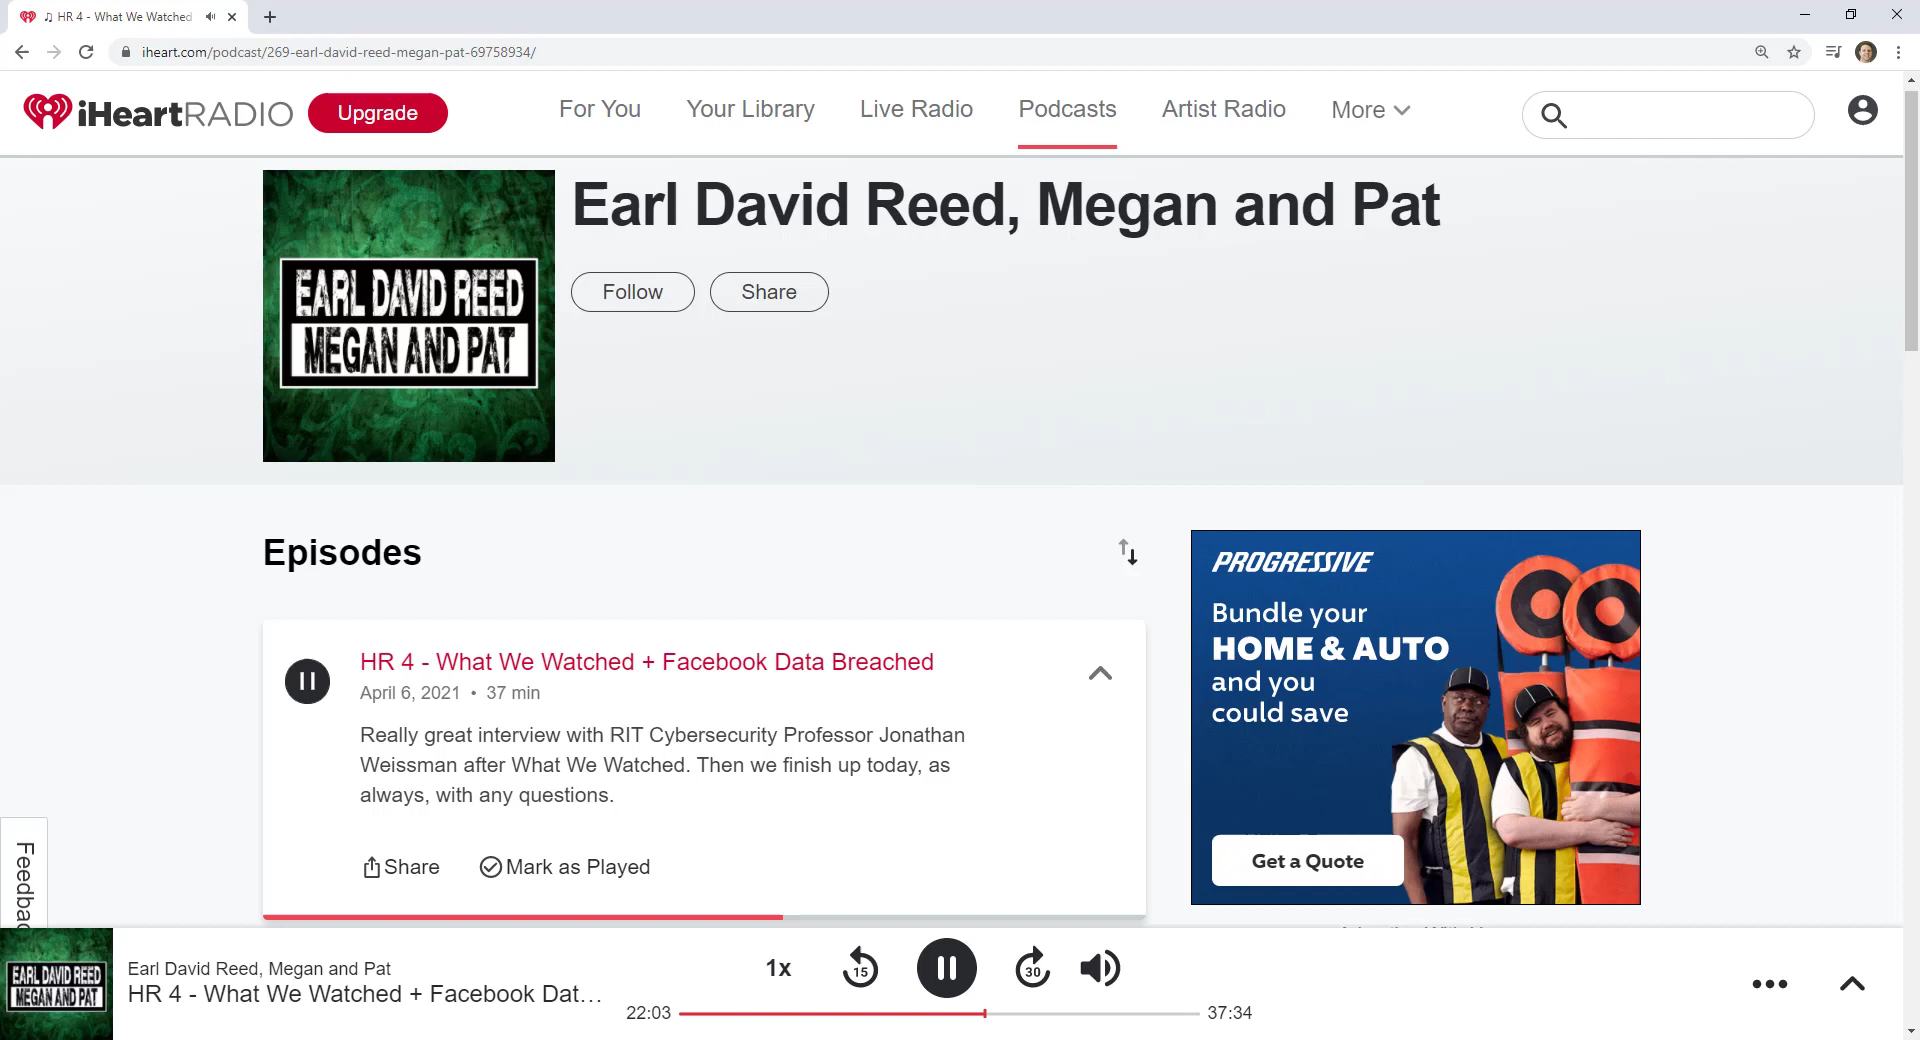 HR 4 - What We Watched
iheart.com/podcast/269-earl-david-reed-megan-pat-69758934/
iHeartRADIO
Upgrade
For You
Your Library
Live Radio
Podcasts
Artist Radio
More
EARL DAVID REED
MEGAN AND PAT
Earl David Reed, Megan and Pat
Follow
Share
Episodes
HR 4 - What We Watched + Facebook Data Breached
April 6, 2021 • 37 min
Really great interview with RIT Cybersecurity Professor Jonathan
Weissman after What We Watched. Then we finish up today, as
always, with any questions.
Share
Mark as Played
PROGRESSIVE
Bundle your
HOME & AUTO
and you
could save
Get a Quote
Feedbac
EARL DAVID REED
MEGAN AND PAT
Earl David Reed, Megan and Pat
HR 4 - What We Watched + Facebook Dat...
1x
15
30
22:03
37:34